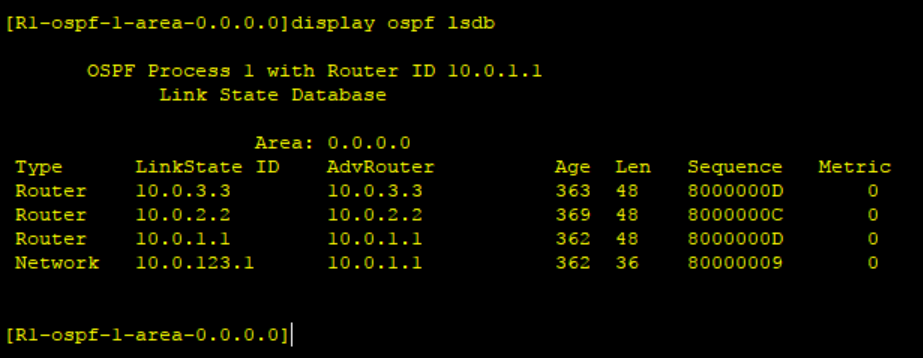 [R1-ospf-1-area-0.0.0.0]display ospf lsdb
OSPF Process 1 with Router ID 10.0.1.1
Link State Database
Area: 0.0.0.0
Type LinkState ID AdvRouter Age Len Sequence Metric
Router 10.0.3.3 10.0.3.3 363 48 8000000D 0
Router 10.0.2.2 10.0.2.2 369 48 8000000C 0
Router 10.0.1.1 10.0.1.1 362 48 8000000D 0
Network 10.0.123.1 10.0.1.1 362 36 80000009 0
[R1-ospf-1-area-0.0.0.0]